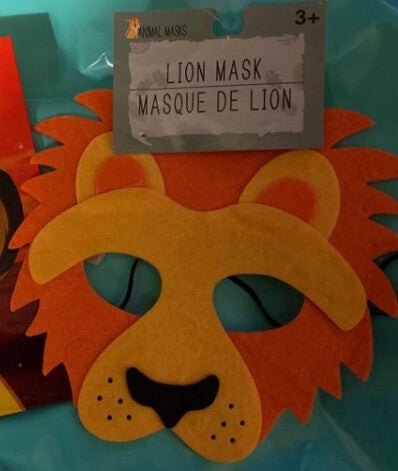 ANIMAL MASKS
3+
LION MASK
MASQUE DE LION